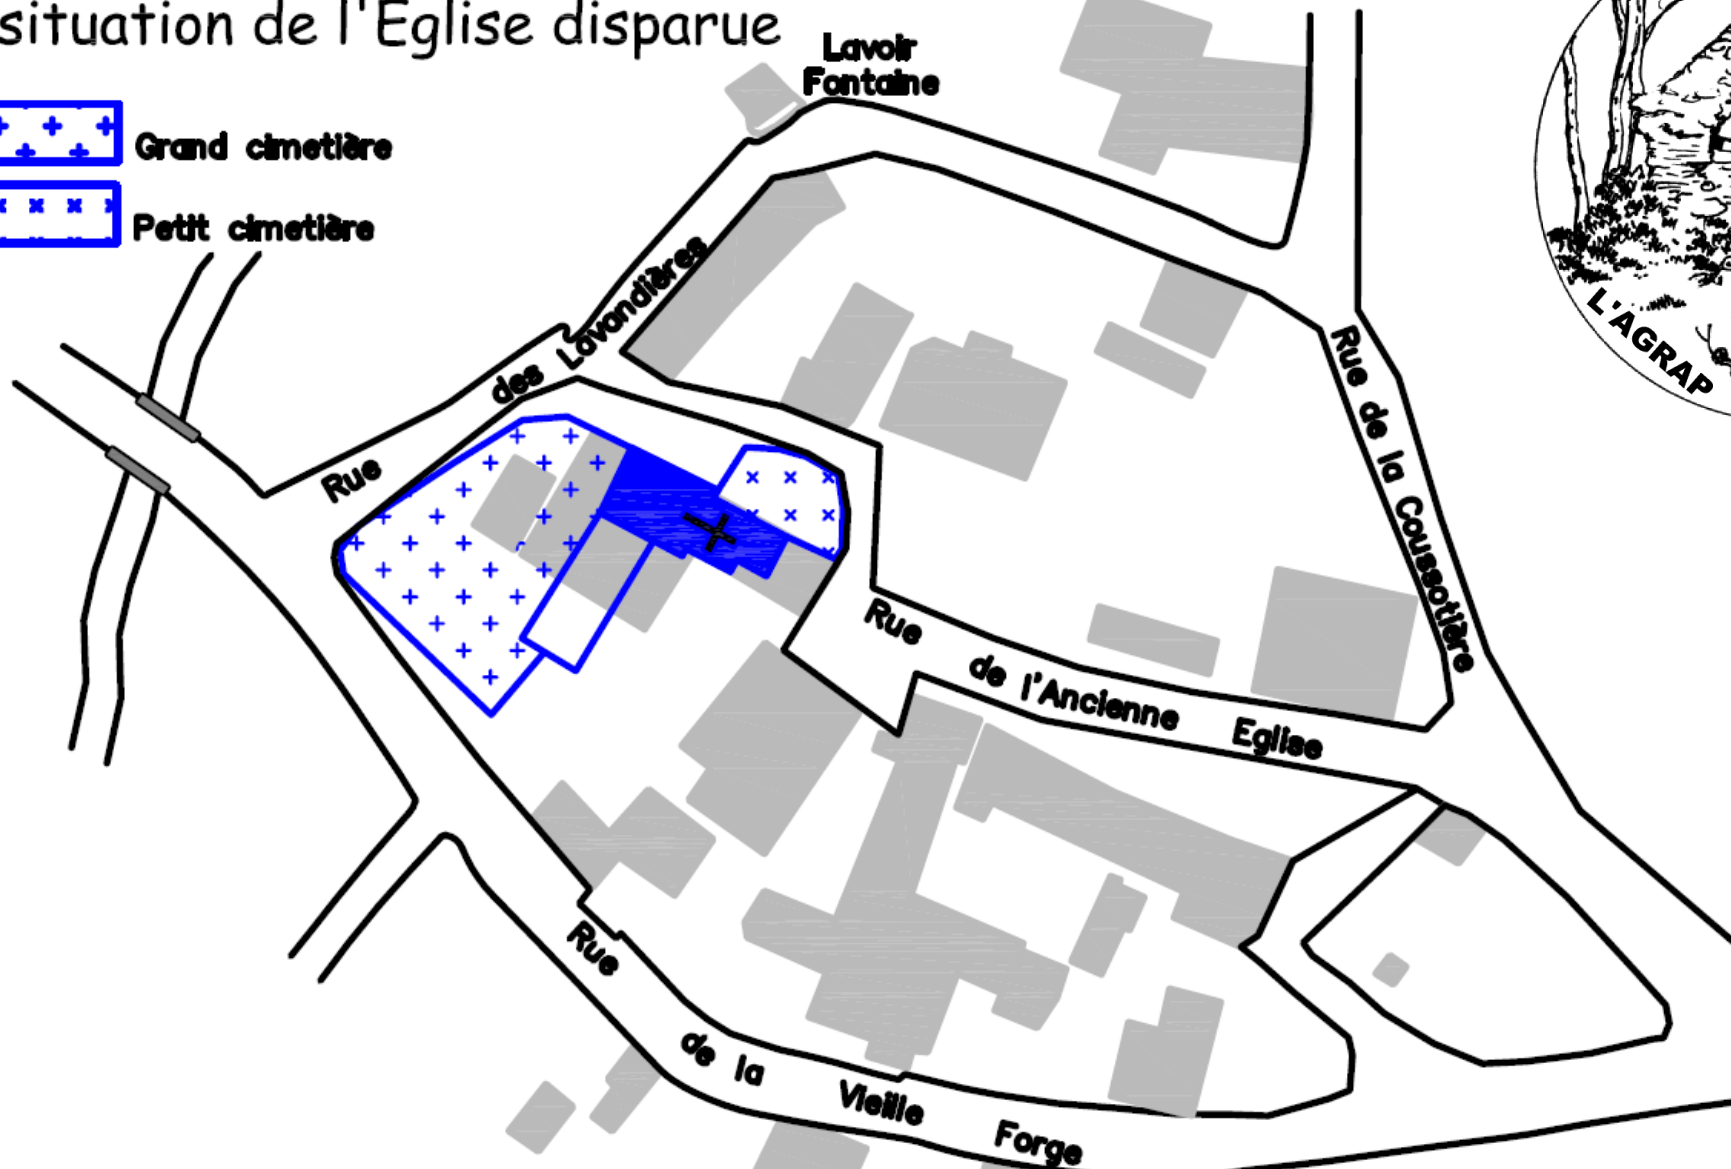 situation de l'Eglise disparue
Lavoir
Fontaine
Grand cimetière
Petit cimetière
Rue des Lavandières
Rue de la Coussotière
L'AGRAP
Rue de l'Ancienne Eglise
Rue de la Vieille Forge